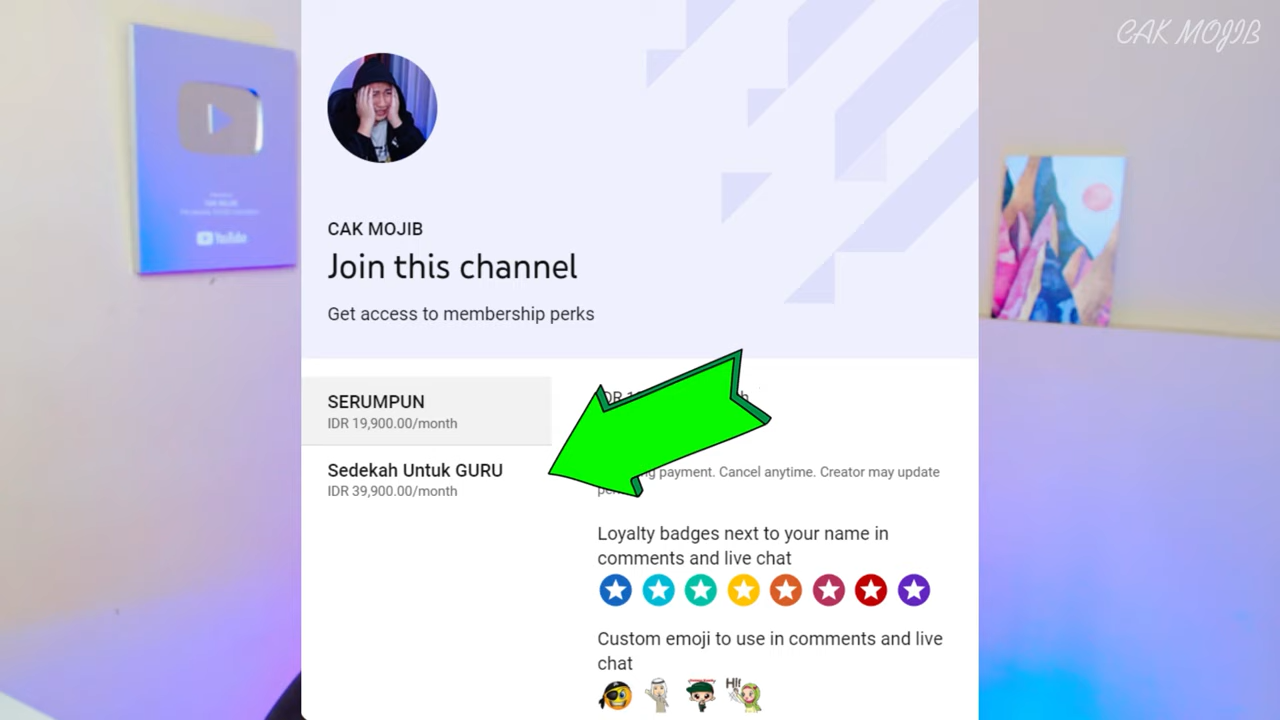 CAK MOJIB
YouTube
CAK MOJIB
Join this channel
Get access to membership perks
SERUMPUN
IDR 19,900.00/month
Sedekah Untuk GURU
IDR 39,900.00/month
payment. Cancel anytime. Creator may update
Loyalty badges next to your name in
comments and live chat
Custom emoji to use in comments and live
chat
HI!